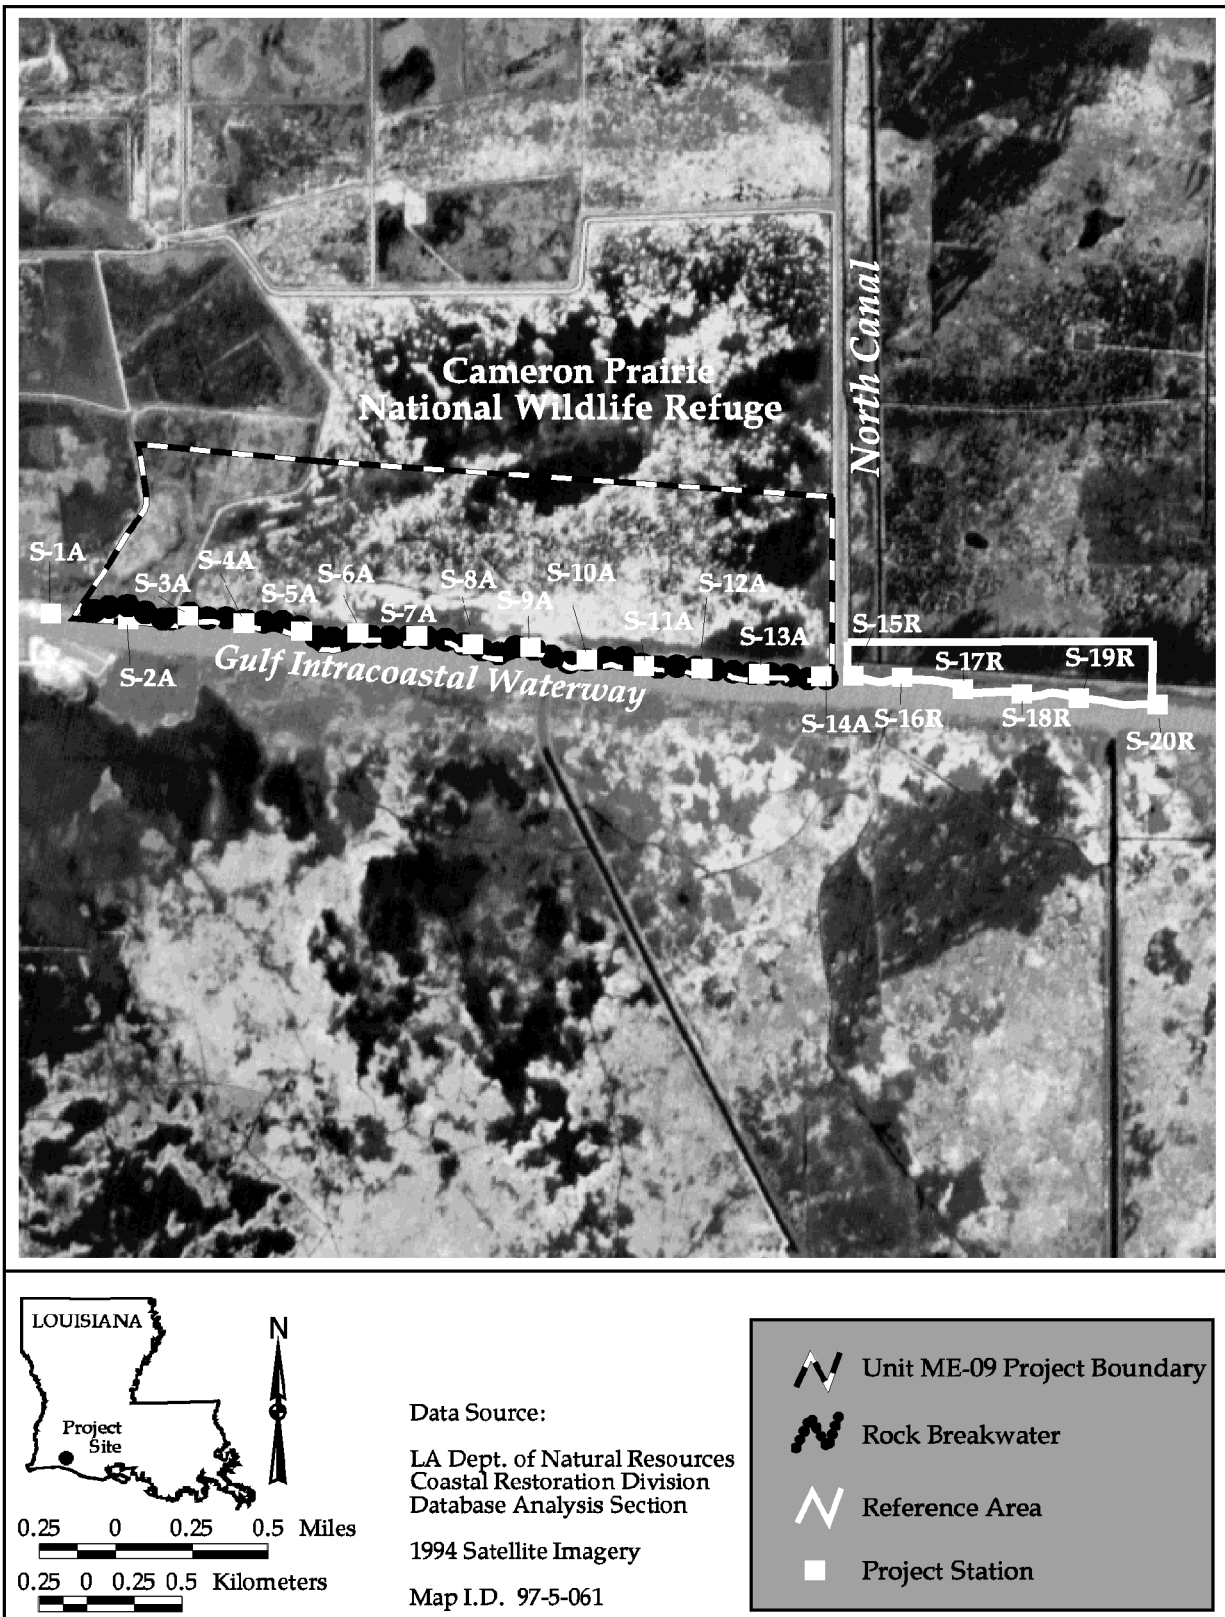 Cameron Prairie
National Wildlife Refuge
North Canal
S-1A
S-2A
S-3A
S-4A
S-5A
S-6A
S-7A
S-8A
S-9A
S-10A
S-11A
S-12A
S-13A
S-14A
S-15R
S-16R
S-17R
S-18R
S-19R
S-20R
Gulf Intracoastal Waterway
LOUISIANA
Project
Site
N
0.25 0 0.25 0.5 Miles
0.25 0 0.25 0.5 Kilometers
Data Source:
LA Dept. of Natural Resources
Coastal Restoration Division
Database Analysis Section
1994 Satellite Imagery
Map I.D. 97-5-061
Unit ME-09 Project Boundary
Rock Breakwater
Reference Area
Project Station